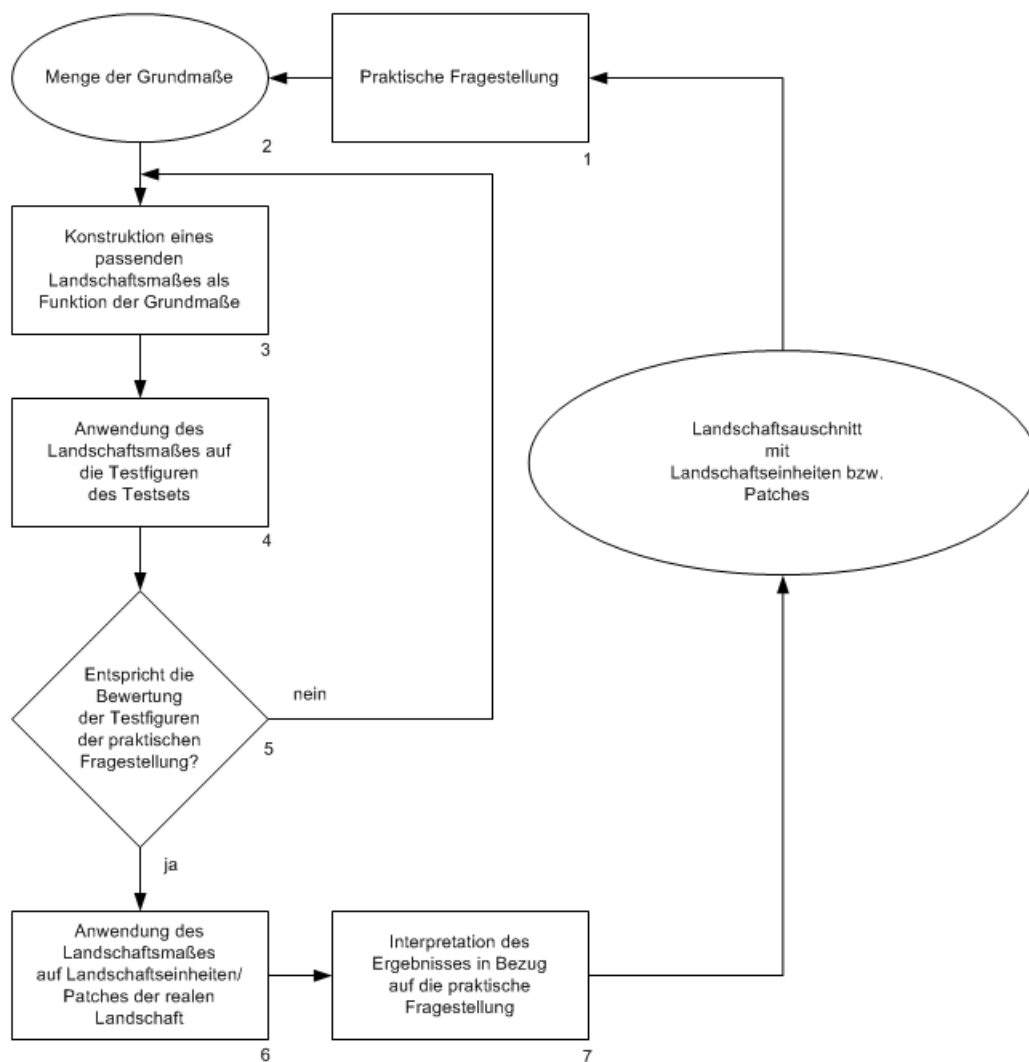 Menge der Grundmaße
2
Praktische Fragestellung
1
Konstruktion eines
passenden
Landschaftsmaßes als
Funktion der Grundmaße
3
Anwendung des
Landschaftsmaßes auf
die Testfiguren
des Testsets
4
Landschaftsauschnitt
mit
Landschaftseinheiten bzw.
Patches
Entspricht die
Bewertung
der Testfiguren
der praktischen
Fragestellung?
nein
5
ja
Anwendung des
Landschaftsmaßes
auf Landschaftseinheiten/
Patches der realen
Landschaft
6
Interpretation des
Ergebnisses in Bezug
auf die praktische
Fragestellung
7